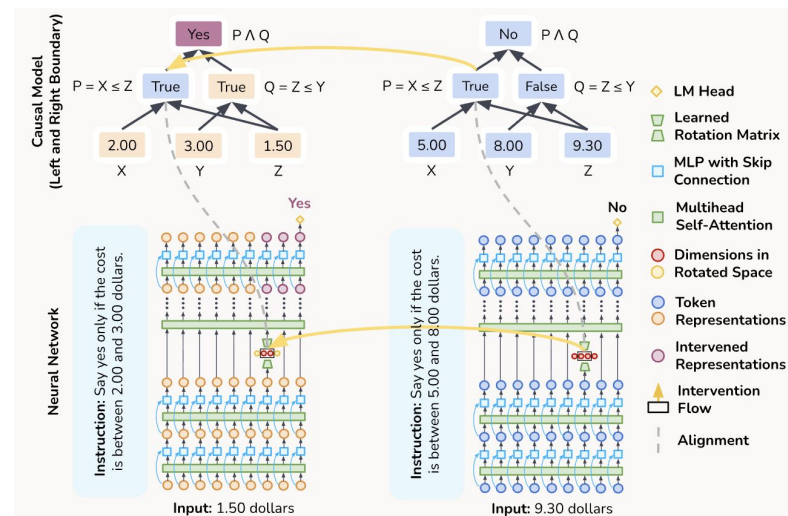 Causal Model
(Left and Right Boundary)
Yes
P ∧ Q
P = X ≤ Z
True
True
Q = Z ≤ Y
2.00
3.00
1.50
X
Y
Z
No
P ∧ Q
P = X ≤ Z
True
False
Q = Z ≤ Y
5.00
8.00
9.30
X
Y
Z
Neural Network
Instruction: Say yes only if the cost
is between 2.00 and 3.00 dollars.
Yes
Input: 1.50 dollars
Instruction: Say yes only if the cost
is between 5.00 and 8.00 dollars.
No
Input: 9.30 dollars
LM Head
Learned
Rotation Matrix
MLP with Skip
Connection
Multihead
Self-Attention
Dimensions in
Rotated Space
Token
Representations
Intervened
Representations
Intervention
Flow
Alignment